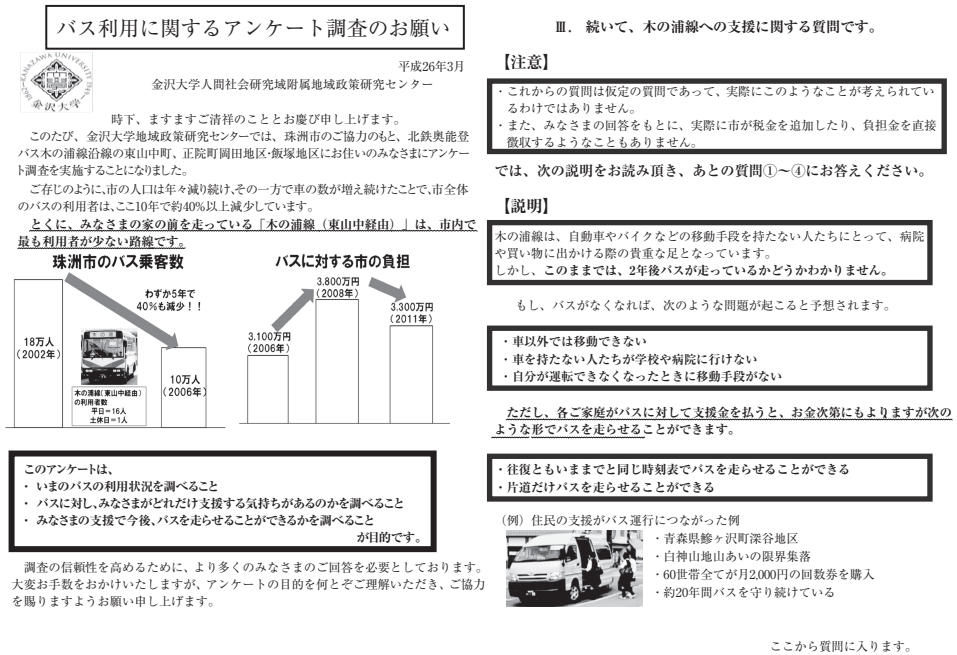 バス利用に関するアンケート調査のお願い
KANAZAWA UNIVERSITY
金沢大学
平成26年3月
金沢大学人間社会研究域附属地域政策研究センター
時下、ますますご清祥のこととお慶び申し上げます。
このたび、金沢大学地域政策研究センターでは、珠洲市のご協力のもと、北鉄奥能登
バス木の浦線沿線の東山中町、正院町岡田地区・飯塚地区にお住いのみなさまにアンケー
ト調査を実施することになりました。
ご存じのように、市の人口は年々減り続け、その一方で車の数が増え続けたことで、市全体
のバスの利用者は、ここ10年で約40%以上減少しています。
とくに、みなさまの家の前を走っている「木の浦線（東山中経由）」は、市内で
最も利用者が少ない路線です。
珠洲市のバス乗客数
わずか5年で
40%も減少！！
18万人
（2002年）
木の浦線（東山中経由）
の利用者数
平日＝16人
土休日＝1人
10万人
（2006年）
バスに対する市の負担
3.100万円
（2006年）
3.800万円
（2008年）
3.300万円
（2011年）
このアンケートは、
・ いまのバスの利用状況を調べること
・ バスに対し、みなさまがどれだけ支援する気持ちがあるのかを調べること
・ みなさまの支援で今後、バスを走らせることができるかを調べること
が目的です。
調査の信頼性を高めるために、より多くのみなさまのご回答を必要としております。
大変お手数をおかけいたしますが、アンケートの目的を何とぞご理解いただき、ご協力
を賜りますようお願い申し上げます。
Ⅲ. 続いて、木の浦線への支援に関する質問です。
【注意】
・これからの質問は仮定の質問であって、実際にこのようなことが考えられてい
るわけではありません。
・また、みなさまの回答をもとに、実際に市が税金を追加したり、負担金を直接
徴収するようなこともありません。
では、次の説明をお読み頂き、あとの質問①～④にお答えください。
【説明】
木の浦線は、自動車やバイクなどの移動手段を持たない人たちにとって、病院
や買い物に出かける際の貴重な足となっています。
しかし、このままでは、2年後バスが走っているかどうかわかりません。
もし、バスがなくなれば、次のような問題が起こると予想されます。
・車以外では移動できない
・車を持たない人たちが学校や病院に行けない
・自分が運転できなくなったときに移動手段がない
ただし、各ご家庭がバスに対して支援金を払うと、お金次第にもよりますが次の
ような形でバスを走らせることができます。
・往復ともいままでと同じ時刻表でバスを走らせることができる
・片道だけバスを走らせることができる
（例）住民の支援がバス運行につながった例
・青森県鰺ヶ沢町深谷地区
・白神山地山あいの限界集落
・60世帯全てが月2,000円の回数券を購入
・約20年間バスを守り続けている
ここから質問に入ります。